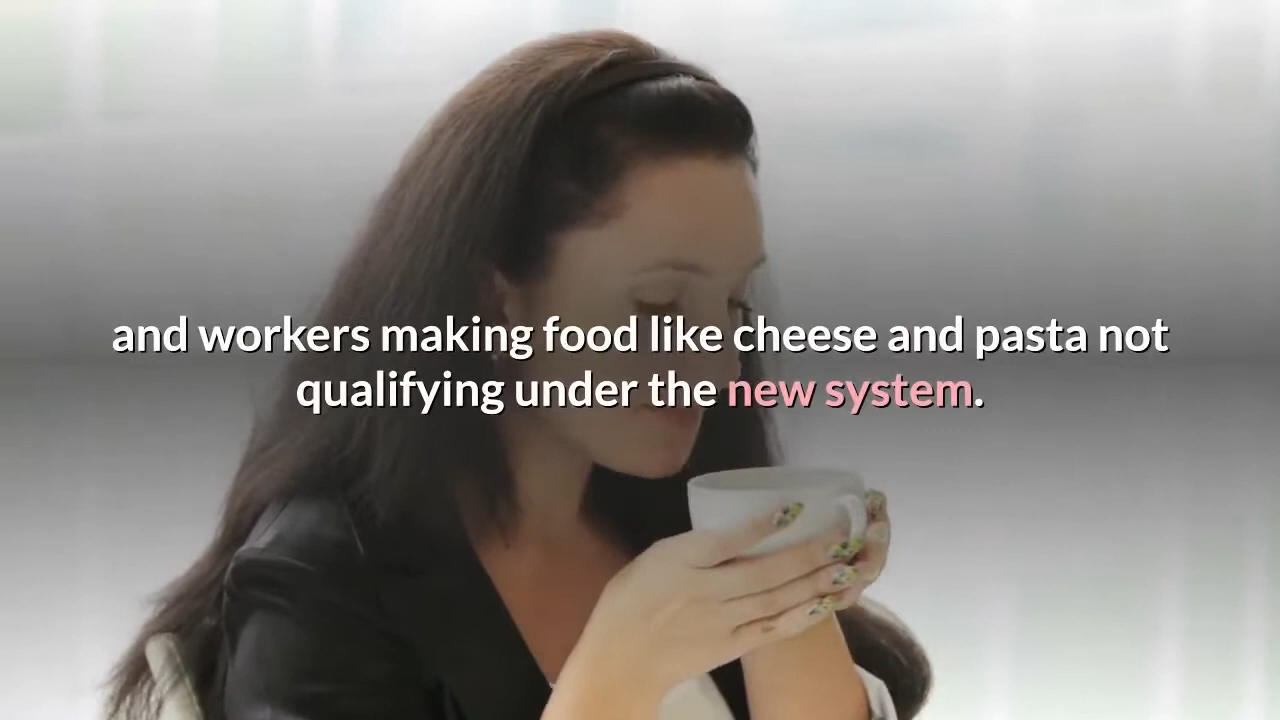 and workers making food like cheese and pasta not
qualifying under the new system.